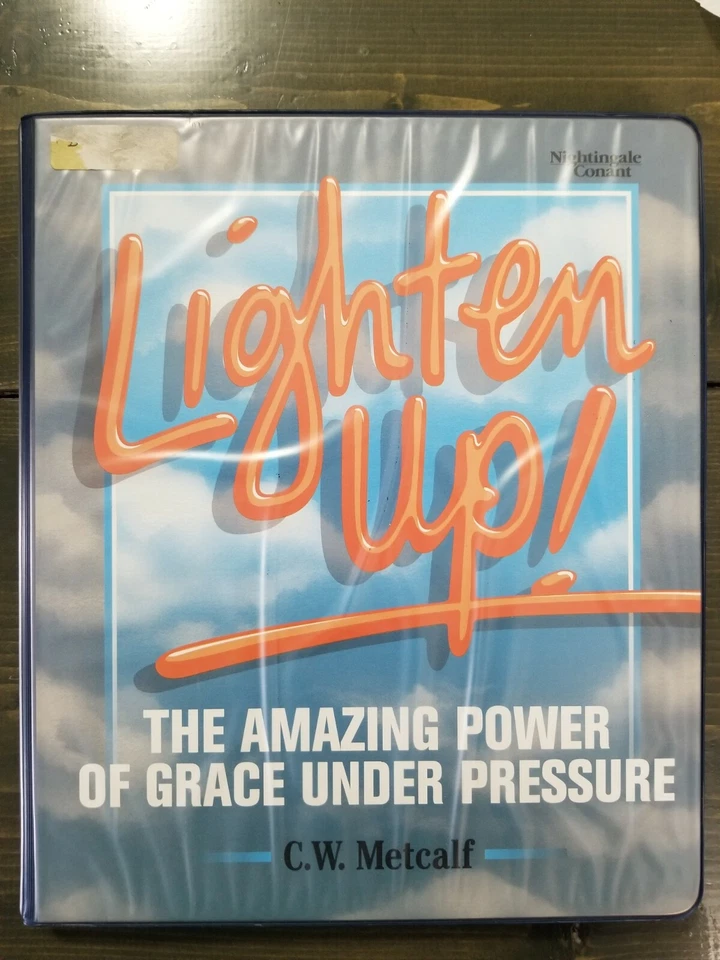 Nightingale
Conant
Lighten
Up!
THE AMAZING POWER
OF GRACE UNDER PRESSURE
C.W. Metcalf